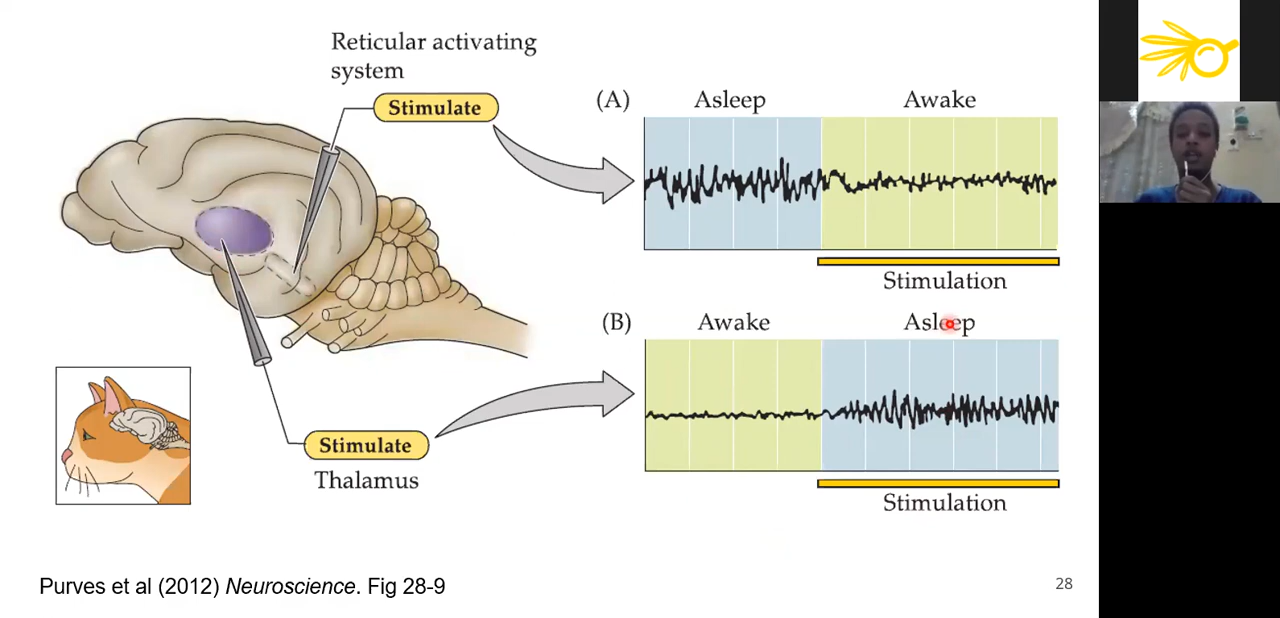 Reticular activating
system
Stimulate
(A)
Asleep
Awake
Stimulation
(B)
Awake
Asleep
Stimulation
Stimulate
Thalamus
Purves et al (2012) Neuroscience. Fig 28-9
28